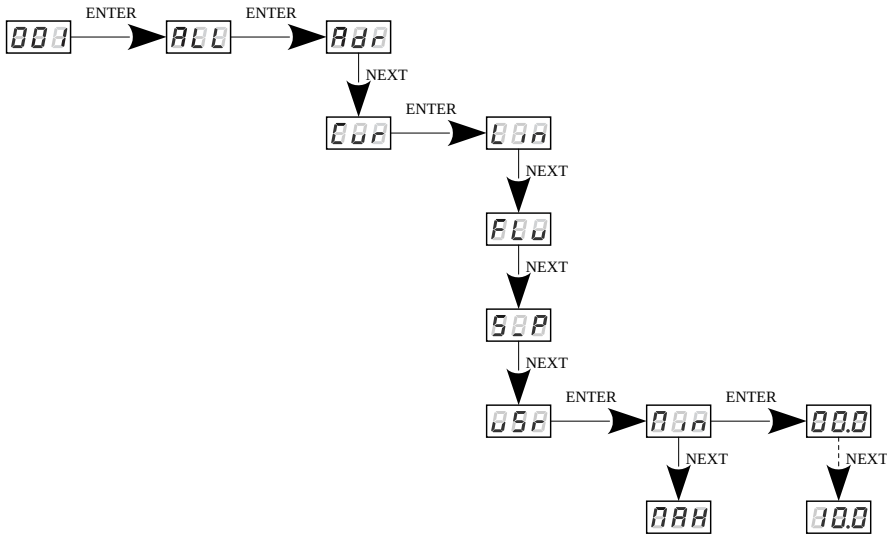 ENTER ENTER
001 ALL Adr
NEXT
ENTER
Cur Lin
NEXT
FLu
NEXT
S_P
NEXT
ENTER ENTER
uSr Min 00.0
NEXT NEXT
MAH 10.0